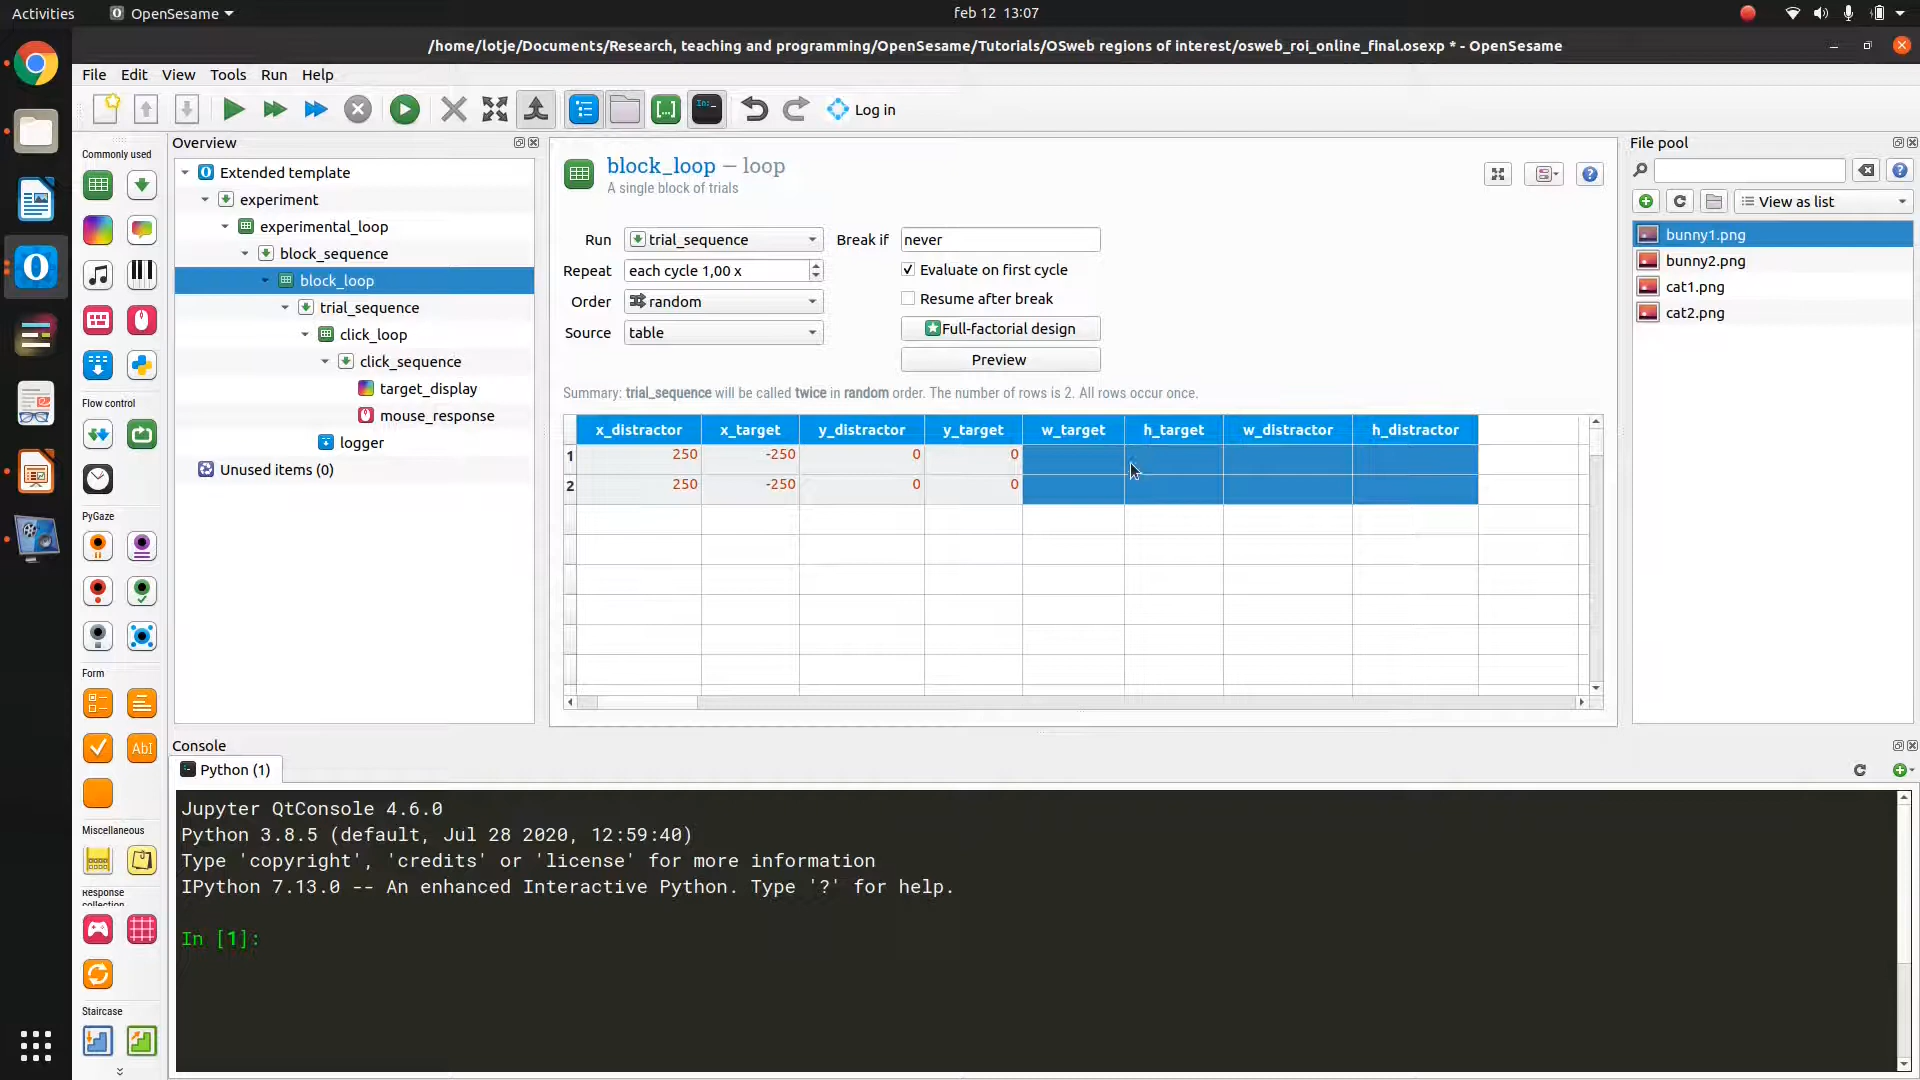 Activities
OpenSesame
feb 12 13:07
/home/lotje/Documents/Research, teaching and programming/OpenSesame/Tutorials/OSweb regions of interest/osweb_roi_online_final.osexp * - OpenSesame
File Edit View Tools Run Help
Log in
Commonly used
Flow control
PyGaze
Form
AbI
Miscellaneous
Response
collection
Staircase
Overview
Extended template
experiment
experimental_loop
block_sequence
block_loop
trial_sequence
click_loop
click_sequence
target_display
mouse_response
logger
Unused items (0)
block_loop – loop
A single block of trials
Run trial_sequence Break if never
Repeat each cycle 1,00 x Evaluate on first cycle
Order random Resume after break
Source table Full-factorial design
Preview
Summary: trial_sequence will be called twice in random order. The number of rows is 2. All rows occur once.
x_distractor x_target y_distractor y_target w_target h_target w_distractor h_distractor
1 250 -250 0 0
2 250 -250 0 0
File pool
View as list
bunny1.png
bunny2.png
cat1.png
cat2.png
Console
Python (1)
Jupyter QtConsole 4.6.0
Python 3.8.5 (default, Jul 28 2020, 12:59:40)
Type 'copyright', 'credits' or 'license' for more information
IPython 7.13.0 -- An enhanced Interactive Python. Type '?' for help.
In [1]: